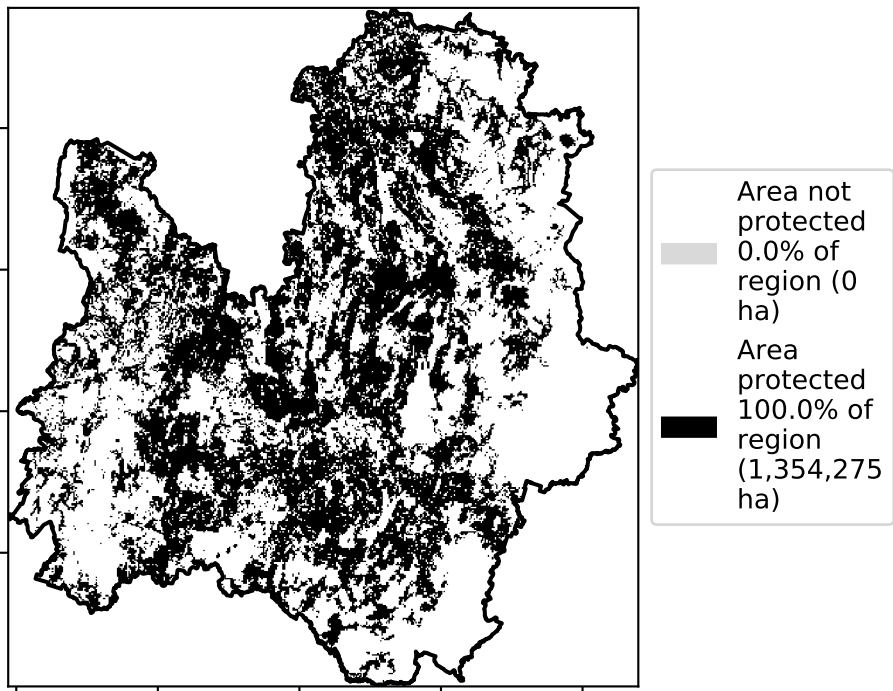 Area not
protected
0.0% of
region (0
ha)
Area
protected
100.0% of
region
(1,354,275
ha)